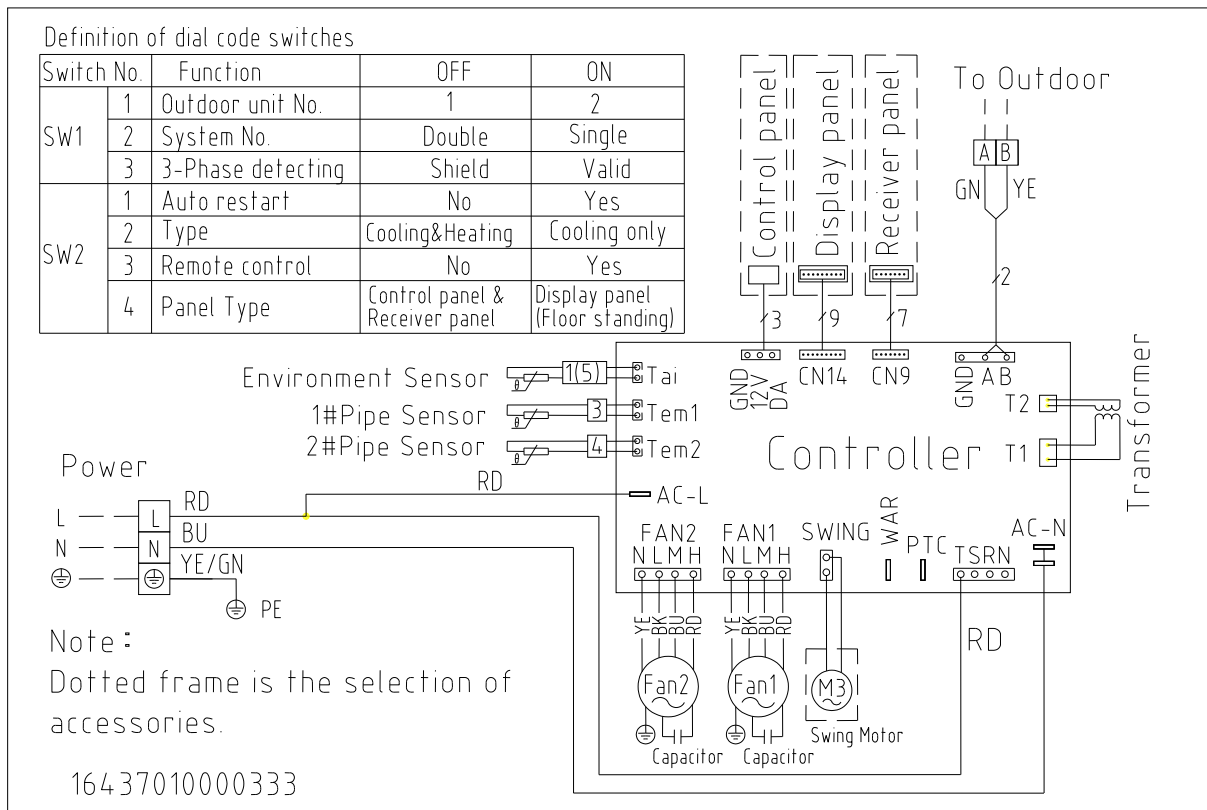 Definition of dial code switches
Switch No. Function OFF ON
SW1
1 Outdoor unit No. 1 2
2 System No. Double Single
3 3-Phase detecting Shield Valid
SW2
1 Auto restart No Yes
2 Type Cooling&Heating Cooling only
3 Remote control No Yes
4 Panel Type Control panel & Receiver panel Display panel (Floor standing)
Control panel
Display panel
Receiver panel
To Outdoor
A B
GN YE
3 9 7 2
GND 12V DA
CN14
CN9
GND A B
Environment Sensor θ 1(5) Tai
1#Pipe Sensor θ 3 Tem1
2#Pipe Sensor θ 4 Tem2
T2
T1
Transformer
Controller
Power
L L RD
N N BU
YE/GN
PE
RD
AC-L
FAN2
N L M H
FAN1
N L M H
SWING
WAR
PTC
TSRN
AC-N
YE BK BU RD
YE BK BU RD
RD
Fan2
Fan1
M3
Capacitor
Capacitor
Swing Motor
Note:
Dotted frame is the selection of
accessories.
16437010000333